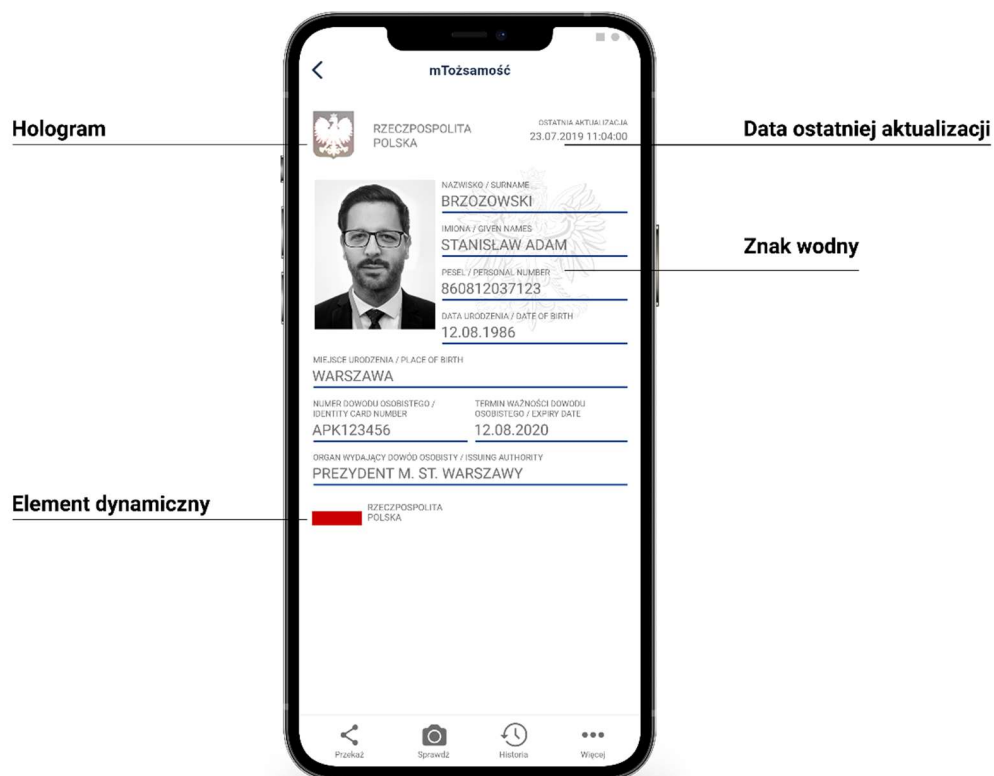 mTożsamość
Hologram
RZECZPOSPOLITA
POLSKA
OSTATNIA AKTUALIZACJA
23.07.2019 11:04:00
Data ostatniej aktualizacji
NAZWISKO / SURNAME
BRZOZOWSKI
IMIONA / GIVEN NAMES
STANISŁAW ADAM
Znak wodny
PESEL / PERSONAL NUMBER
860812037123
DATA URODZENIA / DATE OF BIRTH
12.08.1986
MIEJSCE URODZENIA / PLACE OF BIRTH
WARSZAWA
NUMER DOWODU OSOBISTEGO /
IDENTITY CARD NUMBER
APK123456
TERMIN WAŻNOŚCI DOWODU
OSOBISTEGO / EXPIRY DATE
12.08.2020
ORGAN WYDAJĄCY DOWÓD OSOBISTY / ISSUING AUTHORITY
PREZYDENT M. ST. WARSZAWY
Element dynamiczny
RZECZPOSPOLITA
POLSKA
Przekaż
Sprawdź
Historia
Więcej